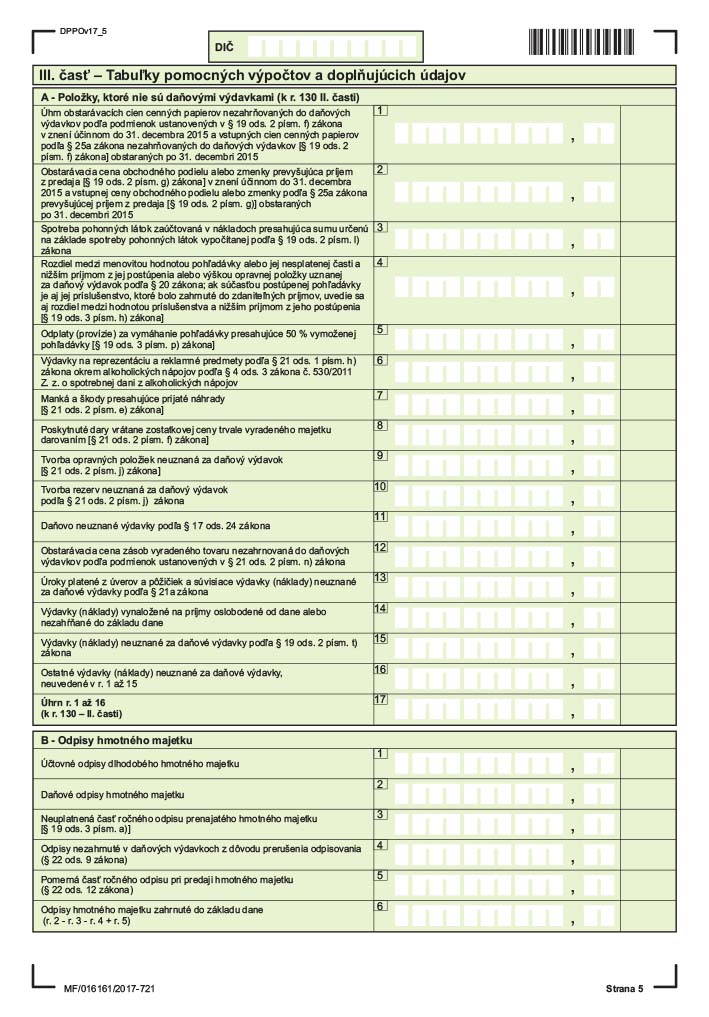 DPPOv17_5
DIČ
III. časť – Tabuľky pomocných výpočtov a doplňujúcich údajov
A - Položky, ktoré nie sú daňovými výdavkami (k r. 130 II. časti)
Úhrn obstarávacích cien cenných papierov nezahrnovaných do daňových
výdavkov podľa podmienok ustanovených v § 19 ods. 2 písm. f) zákona
v znení účinnom do 31. decembra 2015 a vstupných cien cenných papierov
podľa § 25a zákona nezahrňovaných do daňových výdavkov [§ 19 ods. 2
písm. f) zákona] obstaraných po 31. decembri 2015
1
,
Obstarávacia cena obchodného podielu alebo zmenky prevyšujúca príjem
z predaja [§ 19 ods. 2 písm. g) zákona] v znení účinnom do 31. decembra
2015 a vstupnej ceny obchodného podielu alebo zmenky podľa § 25a zákona
prevyšujúcej príjem z predaja [§ 19 ods. 2 písm. g)] obstaraných
po 31. decembri 2015
2
,
Spotreba pohonných látok zaúčtovaná v nákladoch presahujúca sumu určenú
na základe spotreby pohonných látok vypočítanej podľa § 19 ods. 2 písm. l)
zákona
3
,
Rozdiel medzi menovitou hodnotou pohľadávky alebo jej nesplatenej časti a
nižším príjmom z jej postúpenia alebo výškou opravnej položky uznanej
za daňový výdavok podľa § 20 zákona; ak súčasťou postúpenej pohľadávky
je aj jej príslušenstvo, ktoré bolo zahrnuté do zdaniteľných príjmov, uvedie sa
aj rozdiel medzi hodnotou príslušenstva a nižším príjmom z jeho postúpenia
[§ 19 ods. 3 písm. h) zákona]
4
,
Odplaty (provízie) za vymáhanie pohľadávky presahujúce 50 % vymoženej
pohľadávky [§ 19 ods. 3 písm. p) zákona]
5
,
Výdavky na reprezentáciu a reklamné predmety podľa § 21 ods. 1 písm. h)
zákona okrem alkoholických nápojov podľa § 4 ods. 3 zákona č. 530/2011
Z. z. o spotrebnej dani z alkoholických nápojov
6
,
Manká a škody presahujúce prijaté náhrady
[§ 21 ods. 2 písm. e) zákona]
7
,
Poskytnuté dary vrátane zostatkovej ceny trvale vyradeného majetku
darovaním [§ 21 ods. 2 písm. f) zákona]
8
,
Tvorba opravných položiek neuznaná za daňový výdavok
[§ 21 ods. 2 písm. j) zákona]
9
,
Tvorba rezerv neuznaná za daňový výdavok
podľa § 21 ods. 2 písm. j) zákona
10
,
Daňovo neuznané výdavky podľa § 17 ods. 24 zákona
11
,
Obstarávacia cena zásob vyradeného tovaru nezahrnovaná do daňových
výdavkov podľa podmienok ustanovených v § 21 ods. 2 písm. n) zákona
12
,
Úroky platené z úverov a pôžičiek a súvisiace výdavky (náklady) neuznané
za daňové výdavky podľa § 21a zákona
13
,
Výdavky (náklady) vynaložené na príjmy oslobodené od dane alebo
nezahŕňané do základu dane
14
,
Výdavky (náklady) neuznané za daňové výdavky podľa § 19 ods. 2 písm. t)
zákona
15
,
Ostatné výdavky (náklady) neuznané za daňové výdavky,
neuvedené v r. 1 až 15
16
,
Úhrn r. 1 až 16
(k r. 130 – II. časti)
17
,
B - Odpisy hmotného majetku
Účtovné odpisy dlhodobého hmotného majetku
1
,
Daňové odpisy hmotného majetku
2
,
Neuplatnená časť ročného odpisu prenajatého hmotného majetku
[§ 19 ods. 3 písm. a)]
3
,
Odpisy nezahrnuté v daňových výdavkoch z dôvodu prerušenia odpisovania
(§ 22 ods. 9 zákona)
4
,
Pomerná časť ročného odpisu pri predaji hmotného majetku
(§ 22 ods. 12 zákona)
5
,
Odpisy hmotného majetku zahrnuté do základu dane
(r. 2 - r. 3 - r. 4 + r. 5)
6
,
MF/016161/2017-721
Strana 5